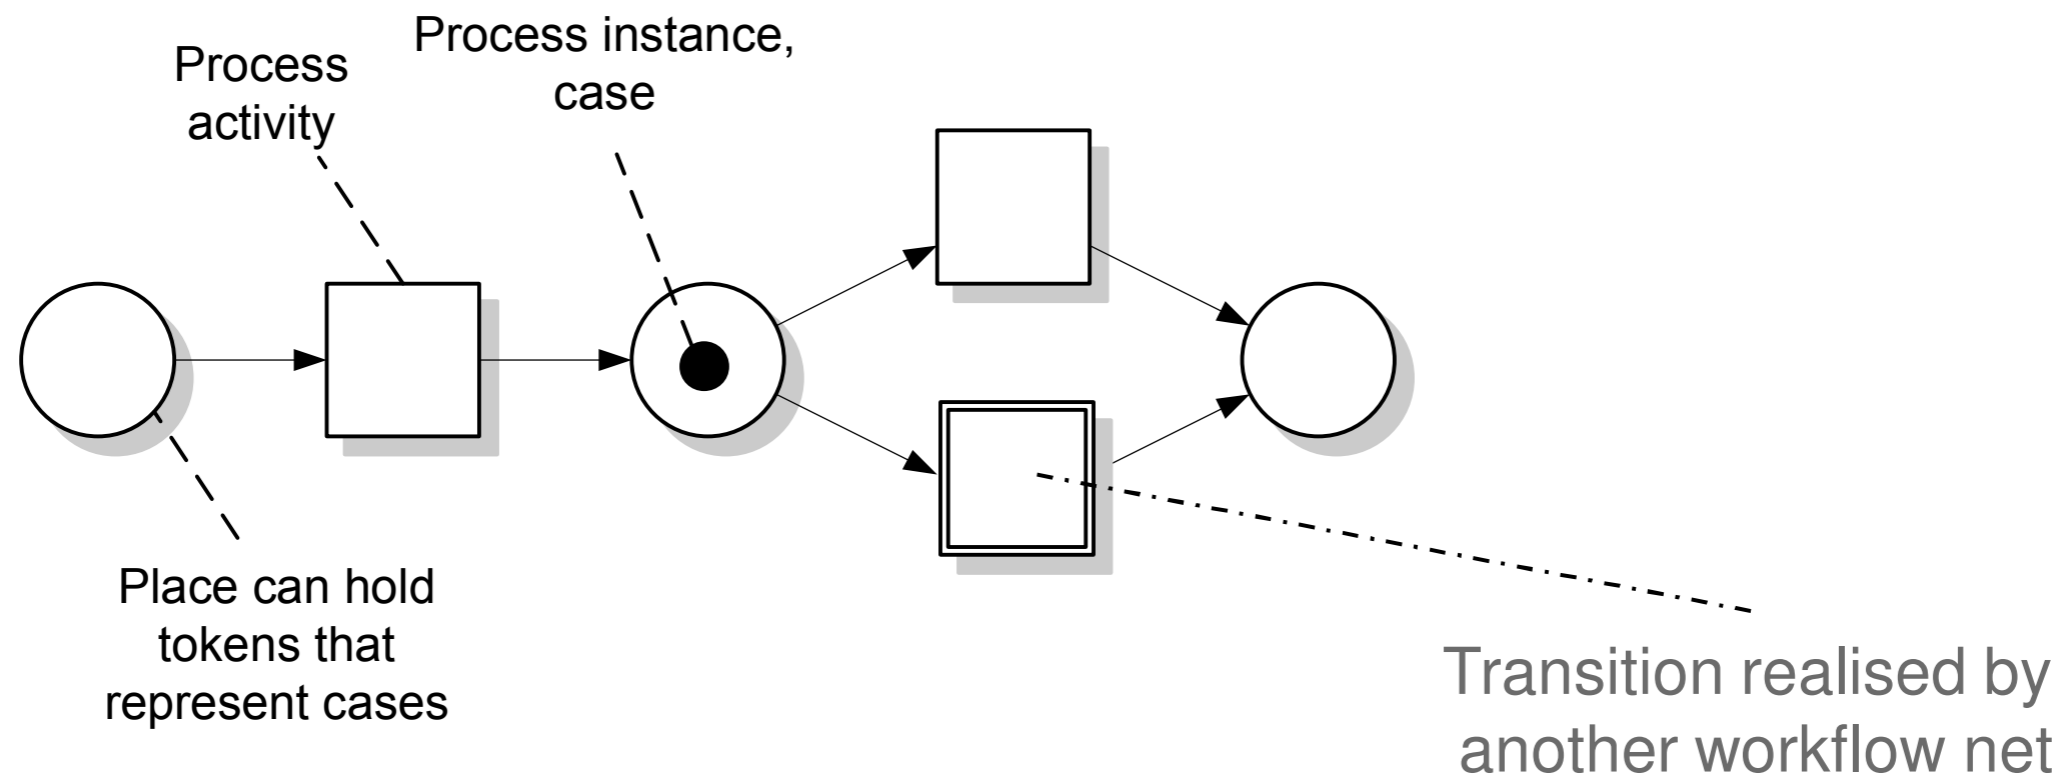 Process
activity
Process instance,
case
Place can hold
tokens that
represent cases
Transition realised by
another workflow net